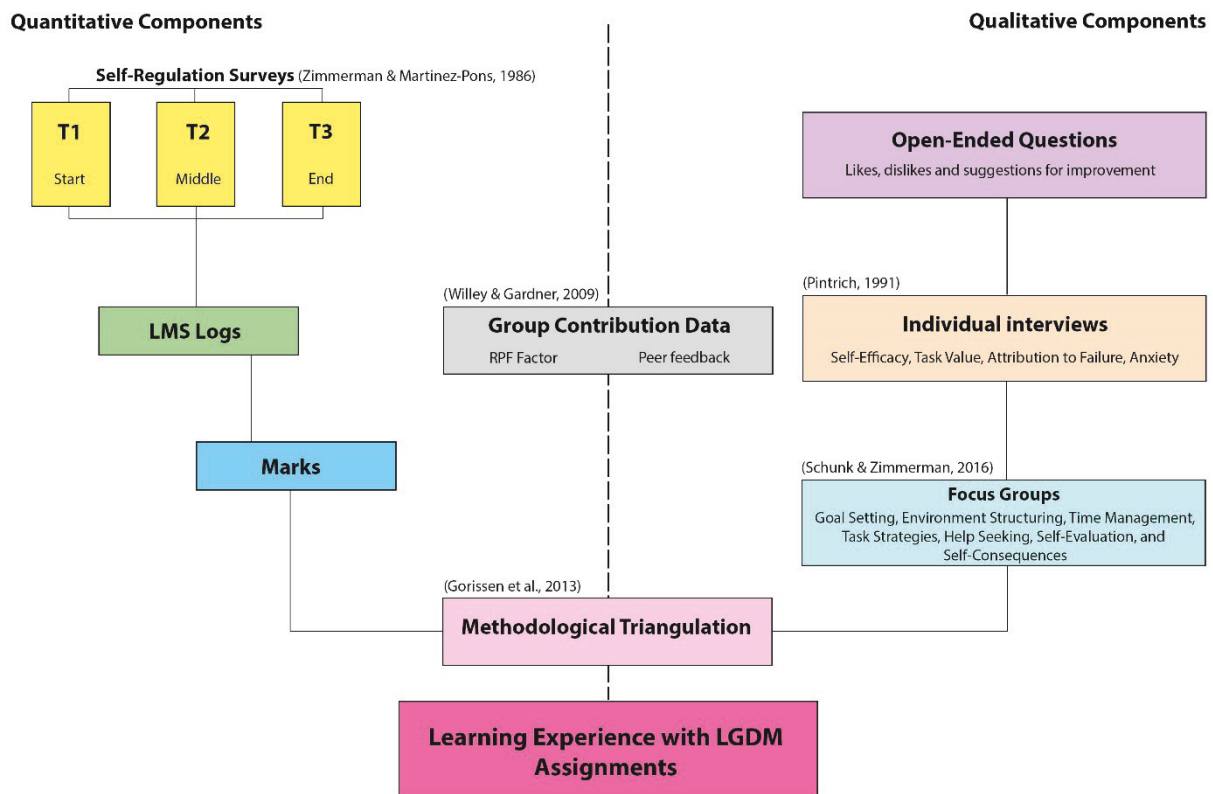 Quantitative Components
Qualitative Components
Self-Regulation Surveys (Zimmerman & Martinez-Pons, 1986)
T1
Start
T2
Middle
T3
End
LMS Logs
Marks
(Willey & Gardner, 2009)
Group Contribution Data
RPF Factor
Peer feedback
Open-Ended Questions
Likes, dislikes and suggestions for improvement
(Pintrich, 1991)
Individual interviews
Self-Efficacy, Task Value, Attribution to Failure, Anxiety
(Schunk & Zimmerman, 2016)
Focus Groups
Goal Setting, Environment Structuring, Time Management,
Task Strategies, Help Seeking, Self-Evaluation, and
Self-Consequences
(Gorissen et al., 2013)
Methodological Triangulation
Learning Experience with LGDM
Assignments